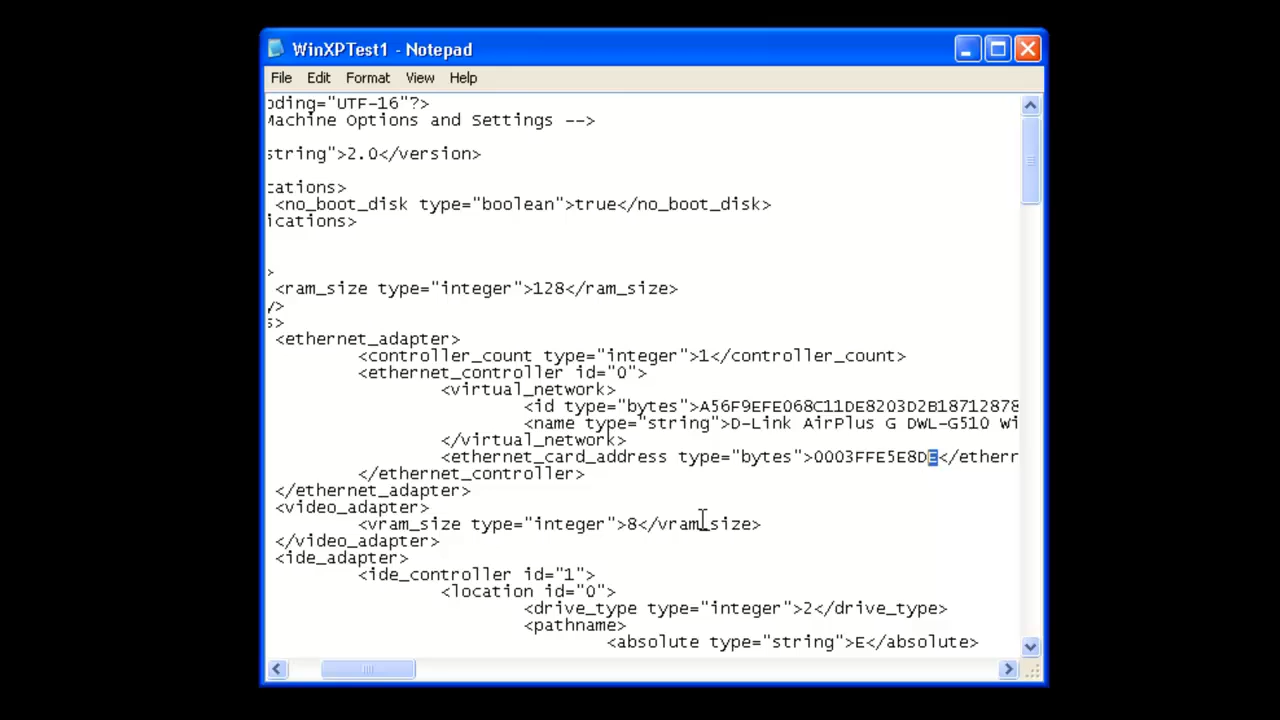 WinXPTest1 - Notepad
File Edit Format View Help
oding="UTF-16"?>
Machine Options and Settings -->
string">2.0</version>
cations>
<no_boot_disk type="boolean">true</no_boot_disk>
ications>
>
<ram_size type="integer">128</ram_size>
/>
s>
<ethernet_adapter>
<controller_count type="integer">1</controller_count>
<ethernet_controller id="0">
<virtual_network>
<id type="bytes">A56F9EFE068C11DE8203D2B18712878
<name type="string">D-Link AirPlus G DWL-G510 Wi
</virtual_network>
<ethernet_card_address type="bytes">0003FFE5E8DE</ethern
</ethernet_controller>
</ethernet_adapter>
<video_adapter>
<vram_size type="integer">8</vram_size>
</video_adapter>
<ide_adapter>
<ide_controller id="1">
<location id="0">
<drive_type type="integer">2</drive_type>
<pathname>
<absolute type="string">E</absolute>